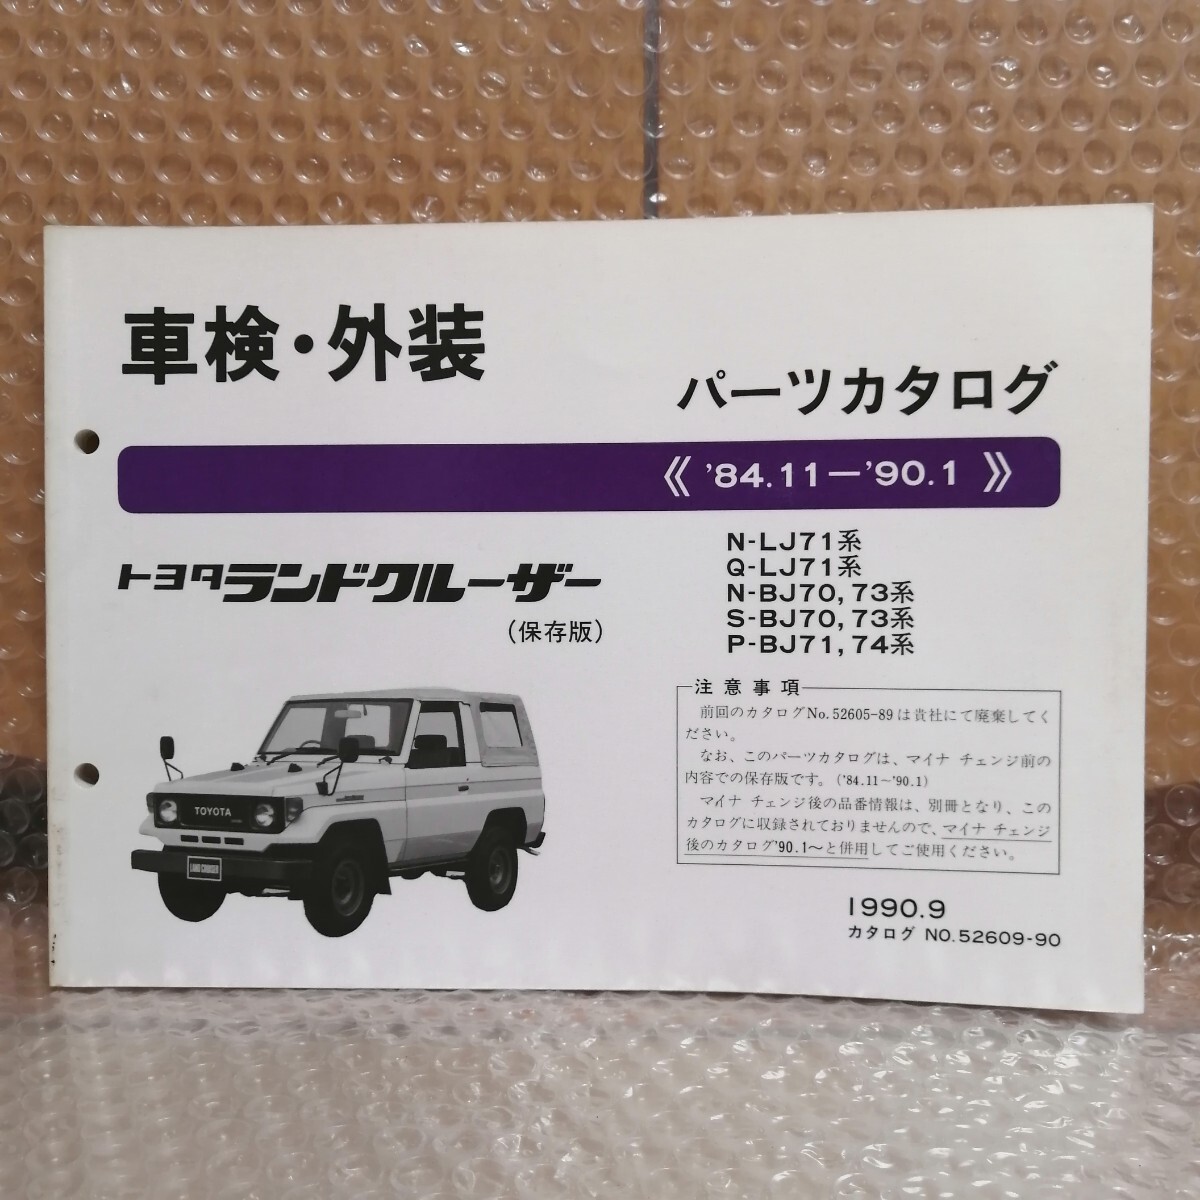 車検・外装
パーツカタログ
《 '84.11－'90.1 》
トヨタランドクルーザー
（保存版）
N-LJ71系
Q-LJ71系
N-BJ70, 73系
S-BJ70, 73系
P-BJ71, 74系
注意事項
前回のカタログNo.52605-89は貴社にて廃棄してく
ださい。
なお、このパーツカタログは、マイナ チェンジ前の
内容での保存版です。（'84.11～'90.1）
マイナ チェンジ後の品番情報は、別冊となり、この
カタログに収録されておりませんので、マイナ チェンジ
後のカタログ'90.1～と併用してご使用ください。
TOYOTA
LAND CRUISER
1990.9
カタログ NO.52609-90